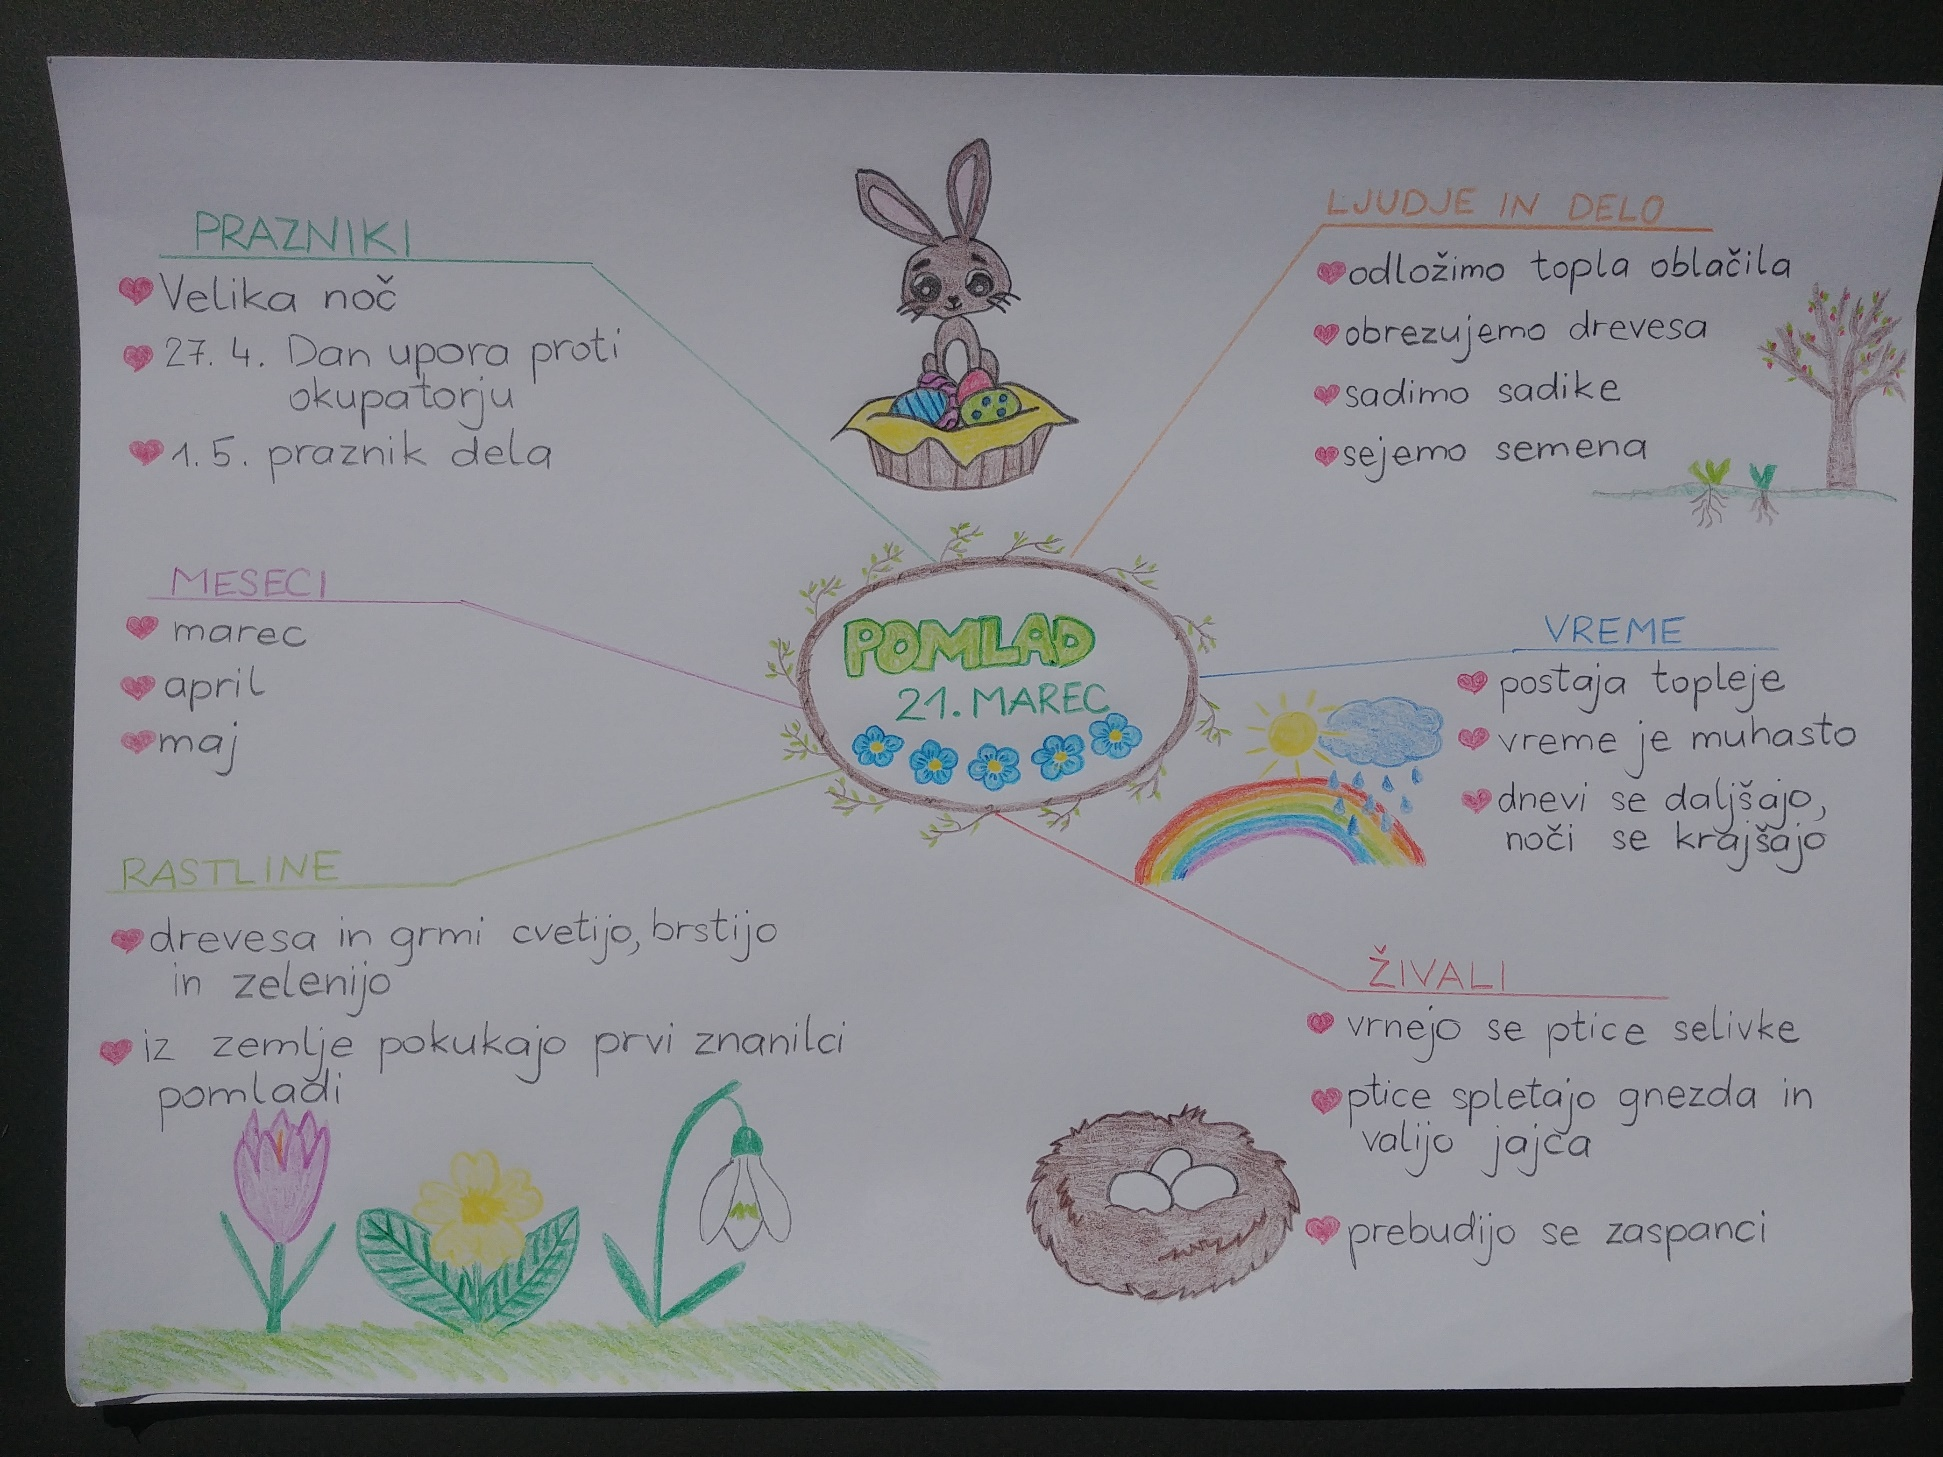 PRAZNIKI
Velika noč
27. 4. Dan upora proti
okupatorju
1. 5. praznik dela
MESECI
marec
april
maj
RASTLINE
drevesa in grmi cvetijo, brstijo
in zelenijo
iz zemlje pokukajo prvi znanilci
pomladi
POMLAD
21. MAREC
LJUDJE IN DELO
odložimo topla oblačila
obrezujemo drevesa
sadimo sadike
sejemo semena
VREME
postaja topleje
vreme je muhasto
dnevi se daljšajo,
noči se krajšajo
ŽIVALI
vrnejo se ptice selivke
ptice spletajo gnezda in
valijo jajca
prebudijo se zaspanci